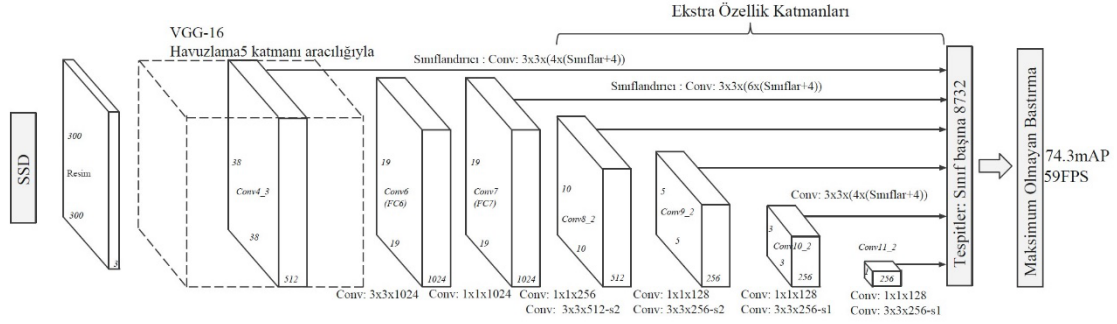 Ekstra Özellik Katmanları
VGG-16
Havuzlama5 katmanı aracılığıyla
Sınıflandırıcı : Conv: 3x3x(4x(Sınıflar+4))
Sınıflandırıcı : Conv: 3x3x(6x(Sınıflar+4))
SSD
300
Resim
300
3
38
Conv4_3
38
512
19
Conv6
(FC6)
19
1024
19
Conv7
(FC7)
19
1024
10
Conv8_2
10
512
5
Conv9_2
5
256
Conv: 3x3x(4x(Sınıflar+4))
3
Conv10_2
3
256
Conv11_2
1
256
Tespitler: Sınıf başına 8732
Maksimum Olmayan Bastırma
74.3mAP
59FPS
Conv: 3x3x1024
Conv: 1x1x1024
Conv: 1x1x256
Conv: 3x3x512-s2
Conv: 1x1x128
Conv: 3x3x256-s2
Conv: 1x1x128
Conv: 3x3x256-s1
Conv: 1x1x128
Conv: 3x3x256-s1